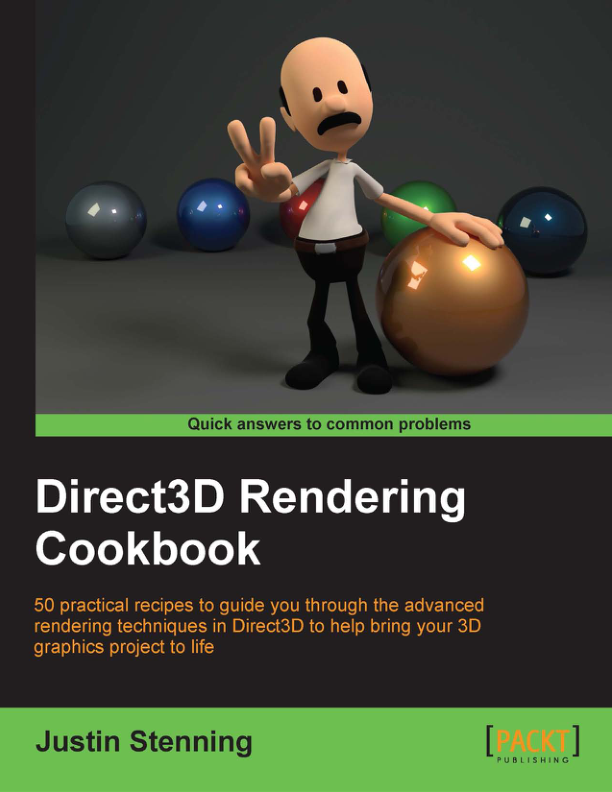 Quick answers to common problems
Direct3D Rendering
Cookbook
50 practical recipes to guide you through the advanced
rendering techniques in Direct3D to help bring your 3D
graphics project to life
Justin Stenning
[PACKT]
PUBLISHING